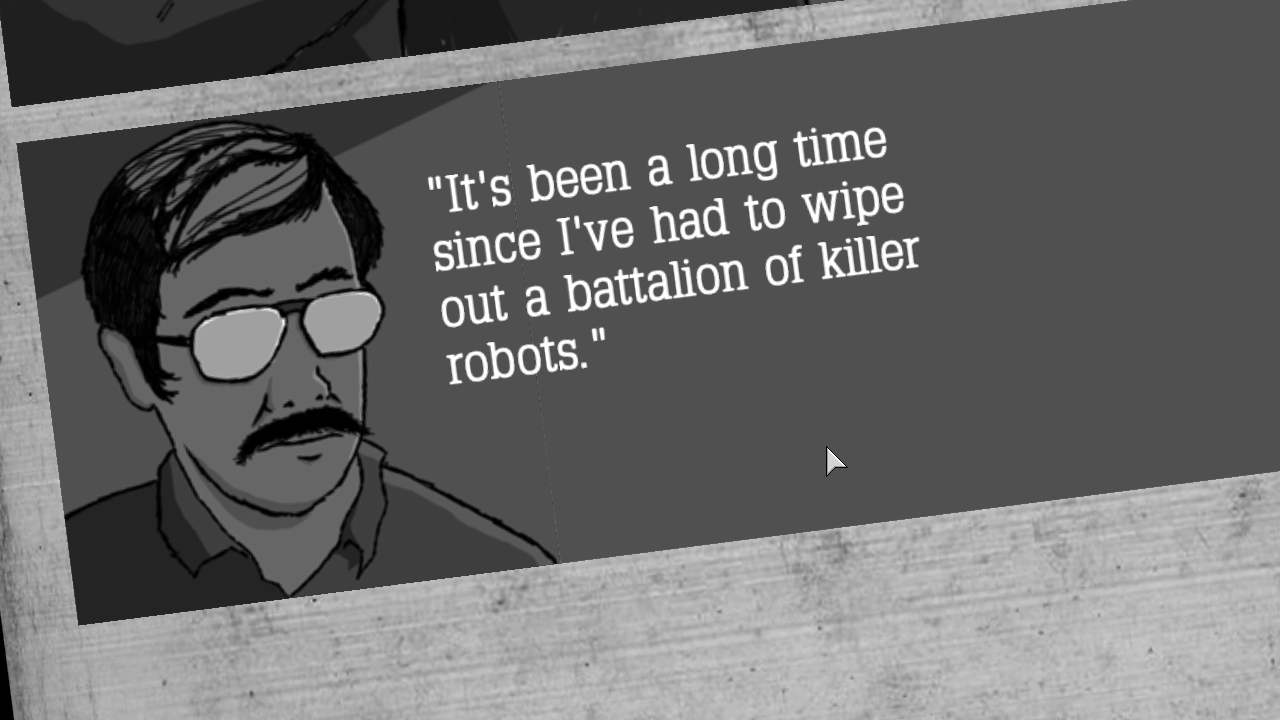 "It's been a long time
since I've had to wipe
out a battalion of killer
robots."